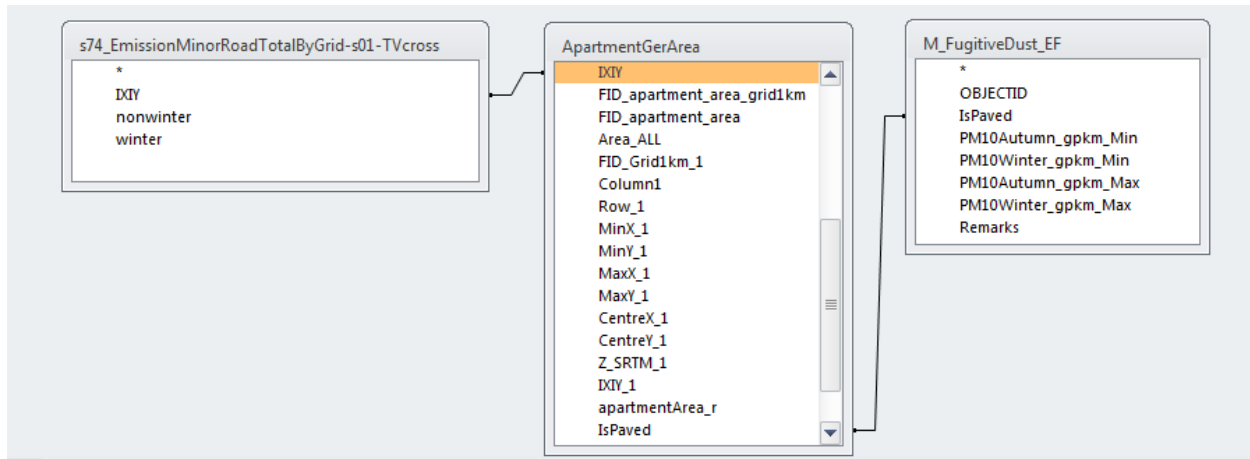 s74_EmissionMinorRoadTotalByGrid-s01-TVcross
*
IXIY
nonwinter
winter
ApartmentGerArea
IXIY
FID_apartment_area_grid1km
FID_apartment_area
Area_ALL
FID_Grid1km_1
Column1
Row_1
MinX_1
MinY_1
MaxX_1
MaxY_1
CentreX_1
CentreY_1
Z_SRTM_1
IXIY_1
apartmentArea_r
IsPaved
M_FugitiveDust_EF
*
OBJECTID
IsPaved
PM10Autumn_gpkm_Min
PM10Winter_gpkm_Min
PM10Autumn_gpkm_Max
PM10Winter_gpkm_Max
Remarks